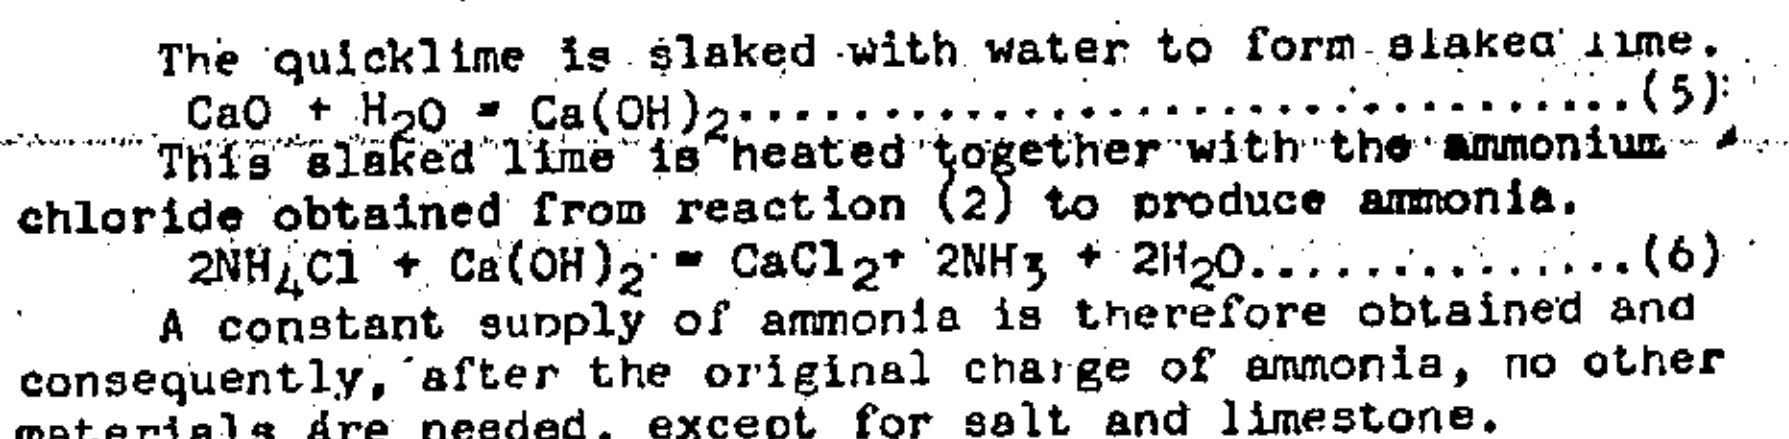 The quicklime is slaked with water to form slaked lime.
CaO + H₂O = Ca(OH)₂..................................(5)
This slaked lime is heated together with the ammonium
chloride obtained from reaction (2) to produce ammonia.
2NH₄Cl + Ca(OH)₂ = CaCl₂+ 2NH₃ + 2H₂O...............(6)
A constant supply of ammonia is therefore obtained and
consequently, after the original charge of ammonia, no other
materials are needed, except for salt and limestone.